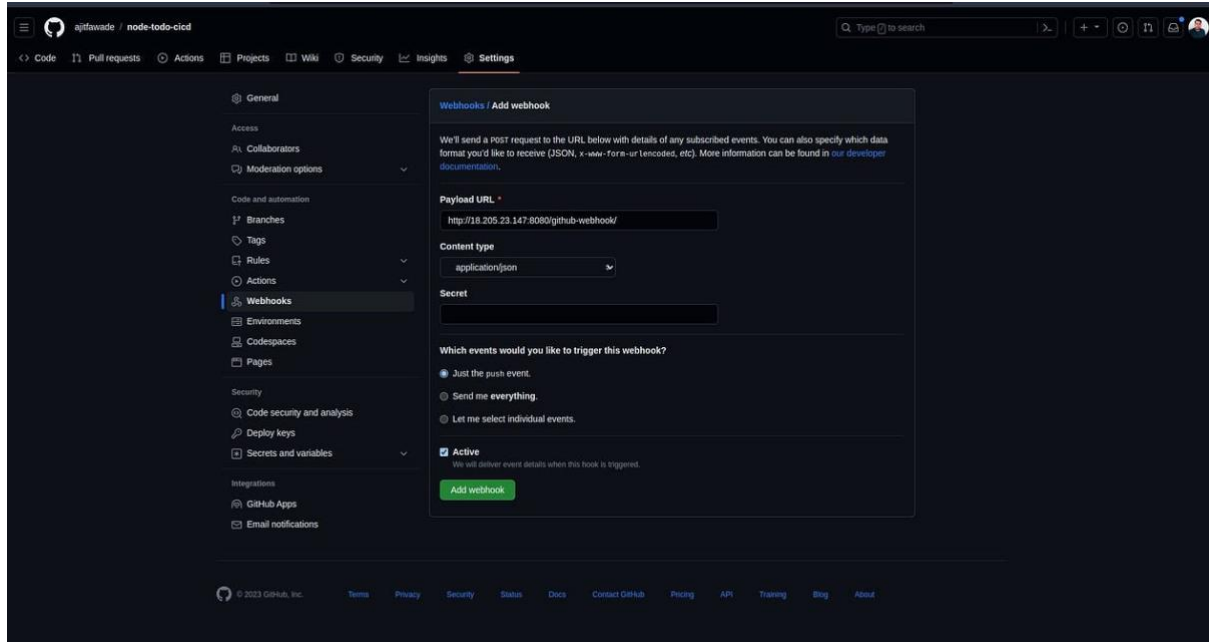 ajitfawade / node-todo-cicd
Type / to search
Code Pull requests Actions Projects Wiki Security Insights Settings
General
Access
Collaborators
Moderation options
Code and automation
Branches
Tags
Rules
Actions
Webhooks
Environments
Codespaces
Pages
Security
Code security and analysis
Deploy keys
Secrets and variables
Integrations
GitHub Apps
Email notifications
Webhooks / Add webhook
We'll send a POST request to the URL below with details of any subscribed events. You can also specify which data
format you'd like to receive (JSON, x-www-form-urlencoded, etc). More information can be found in our developer
documentation.
Payload URL *
http://18.205.23.147:8080/github-webhook/
Content type
application/json
Secret
Which events would you like to trigger this webhook?
Just the push event.
Send me everything.
Let me select individual events.
Active
We will deliver event details when this hook is triggered.
Add webhook
© 2023 GitHub, Inc. Terms Privacy Security Status Docs Contact GitHub Pricing API Training Blog About